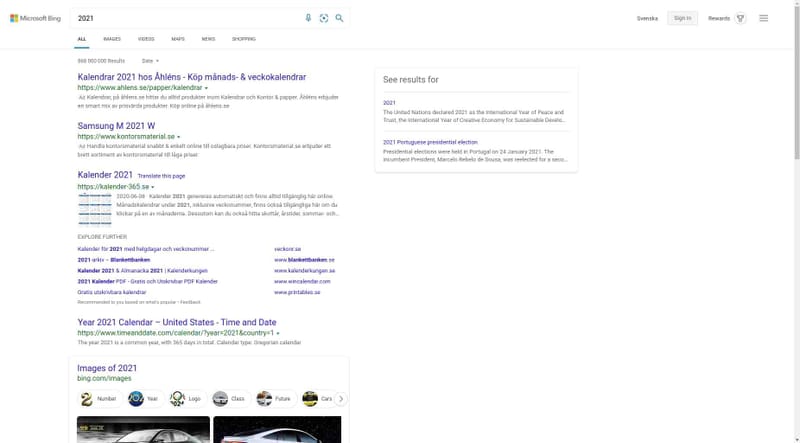 Microsoft Bing
2021
Svenska
Sign in
Rewards
ALL IMAGES VIDEOS MAPS NEWS SHOPPING
Date
Kalendrar 2021 hos Åhléns - Köp månads- & veckokalendrar
https://www.ahlens.se/papper/kalendrar
Ad Kalendrar, på åhlens.se hittar du alltid produkter inom Kalendrar och Kontor & papper. Åhléns erbjuder
en smart mix av prisvärda produkter. Köp online på åhlens.se
Samsung M 2021 W
https://www.kontorsmaterial.se
Ad Handla kontorsmaterial snabbt & enkelt online till oslagbara priser. Kontorsmaterial.se erbjuder ett
brett sortiment av kontorsmaterial till låga priser
Kalender 2021 Translate this page
https://kalender-365.se
2020-06-08 · Kalender 2021 genereras automatiskt och finns alltid tillgänglig här online
Månadskalendrar under 2021, inklusive veckonummer, finns också tillgängliga här om du
klickar på en av månaderna. Dessutom kan du också hitta skottår, årstider, sommar- och...
EXPLORE FURTHER
Kalender för 2021 med helgdagar och veckonummer ... veckonr.se
2021 arkiv – Blankettbanken www.blankettbanken.se
Kalender 2021 & Almanacka 2021 | Kalenderkungen www.kalenderkungen.se
2021 Kalender PDF - Gratis och Utskrivbar PDF Kalender www.wincalendar.com
Gratis utskrivbara kalendrar www.printables.se
Recommended to you based on what's popular • Feedback
Year 2021 Calendar – United States - Time and Date
https://www.timeanddate.com/calendar/?year=2021&country=1
The year 2021 is a common year, with 365 days in total. Calendar type: Gregorian calendar
Images of 2021
bing.com/images
Number Year Logo Class Future Cars
See results for
2021
The United Nations declared 2021 as the International Year of Peace and
Trust, the International Year of Creative Economy for Sustainable Develo...
2021 Portuguese presidential election
Presidential elections were held in Portugal on 24 January 2021. The
incumbent President, Marcelo Rebelo de Sousa, was reelected for a seco...